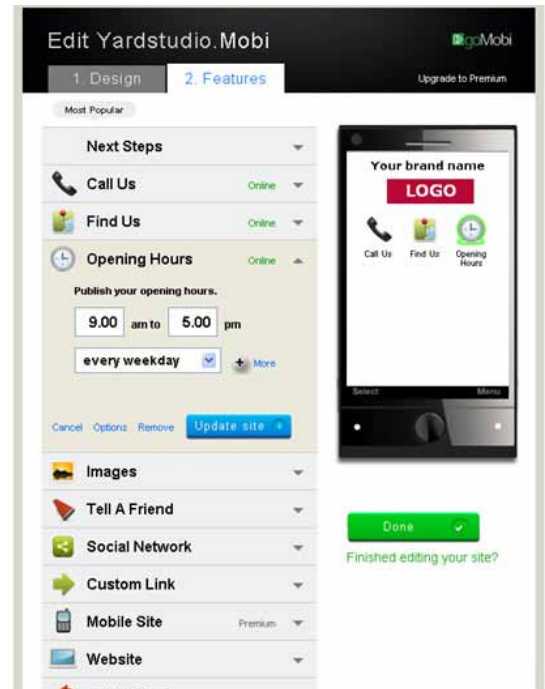 Edit Yardstudio.Mobi
goMobi
1. Design
2. Features
Upgrade to Premium
Most Popular
Next Steps
Call Us Online
Find Us Online
Opening Hours Online
Publish your opening hours.
9.00 am to 5.00 pm
every weekday + More
Cancel Options Remove Update site
Images
Tell A Friend
Social Network
Custom Link
Mobile Site Premium
Website
Your brand name
LOGO
Call Us Find Us Opening Hours
Select Menu
Done
Finished editing your site?